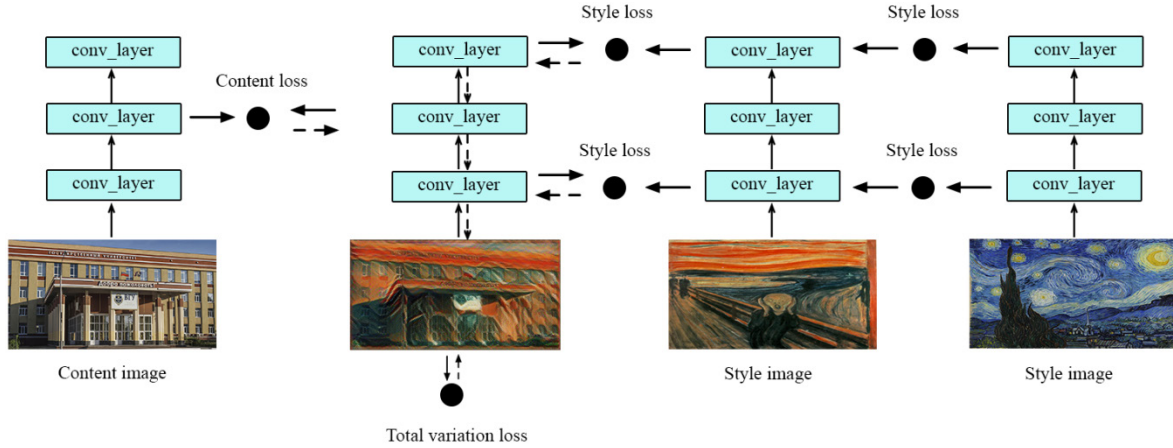 Style loss
Style loss
conv_layer
conv_layer
conv_layer
conv_layer
Content loss
conv_layer
conv_layer
conv_layer
conv_layer
Style loss
Style loss
conv_layer
conv_layer
conv_layer
conv_layer
ВГУ
Content image
Style image
Style image
Total variation loss